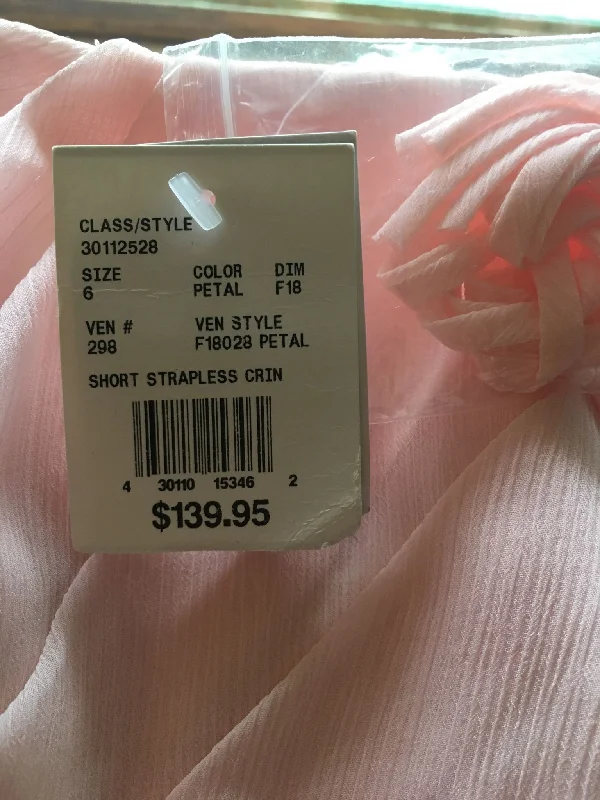 CLASS/STYLE
30112528
SIZE COLOR DIM
6 PETAL F18
VEN # VEN STYLE
298 F18028 PETAL
SHORT STRAPLESS CRIN
4 30110 15346 2
$139.95